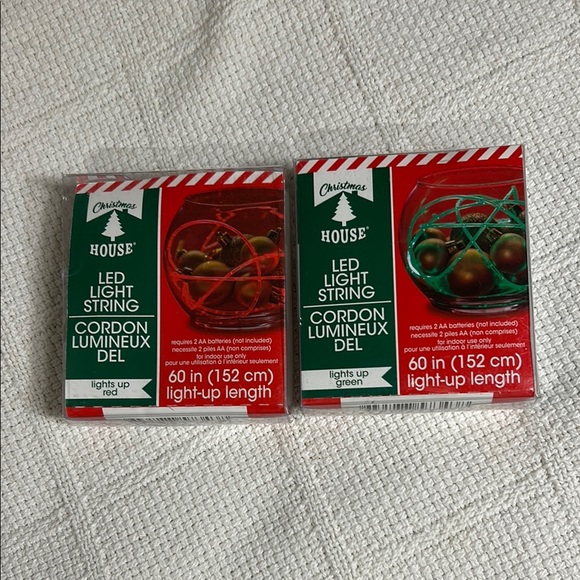 Christmas
HOUSE®
LED
LIGHT
STRING
CORDON
LUMINEUX
DEL
lights up
red
requires 2 AA batteries (not included)
necessite 2 piles AA (non comprises)
for indoor use only
pour une utilisation à l'intérieur seulement
60 in (152 cm)
light-up length
Christmas
HOUSE®
LED
LIGHT
STRING
CORDON
LUMINEUX
DEL
lights up
green
requires 2 AA batteries (not included)
necessite 2 piles AA (non comprises)
for indoor use only
pour une utilisation à l'intérieur seulement
60 in (152 cm)
light-up length